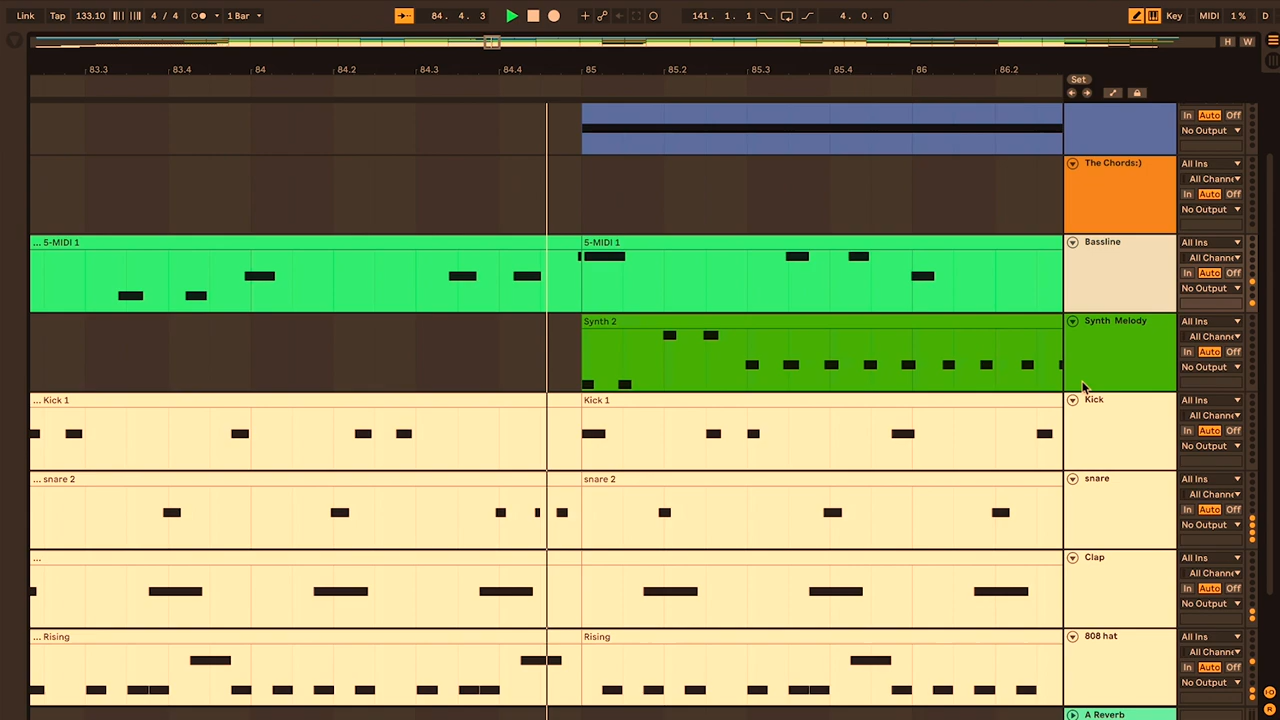 Link Tap 133.10 4 / 4 1 Bar 84. 4. 3 141. 1. 1 4. 0. 0 Key MIDI 1 % D
H W
83.3 83.4 84 84.2 84.3 84.4 85 85.2 85.3 85.4 86 86.2
Set
In Auto Off
No Output
The Chords:) All Ins
All Channe
In Auto Off
No Output
... 5-MIDI 1 5-MIDI 1 Bassline All Ins
All Channe
In Auto Off
No Output
Synth 2 Synth Melody All Ins
All Channe
In Auto Off
No Output
... Kick 1 Kick 1 Kick All Ins
All Channe
In Auto Off
No Output
... snare 2 snare 2 snare All Ins
All Channe
In Auto Off
No Output
... Clap All Ins
All Channe
In Auto Off
No Output
... Rising Rising 808 hat All Ins
All Channe
In Auto Off
No Output
A Reverb